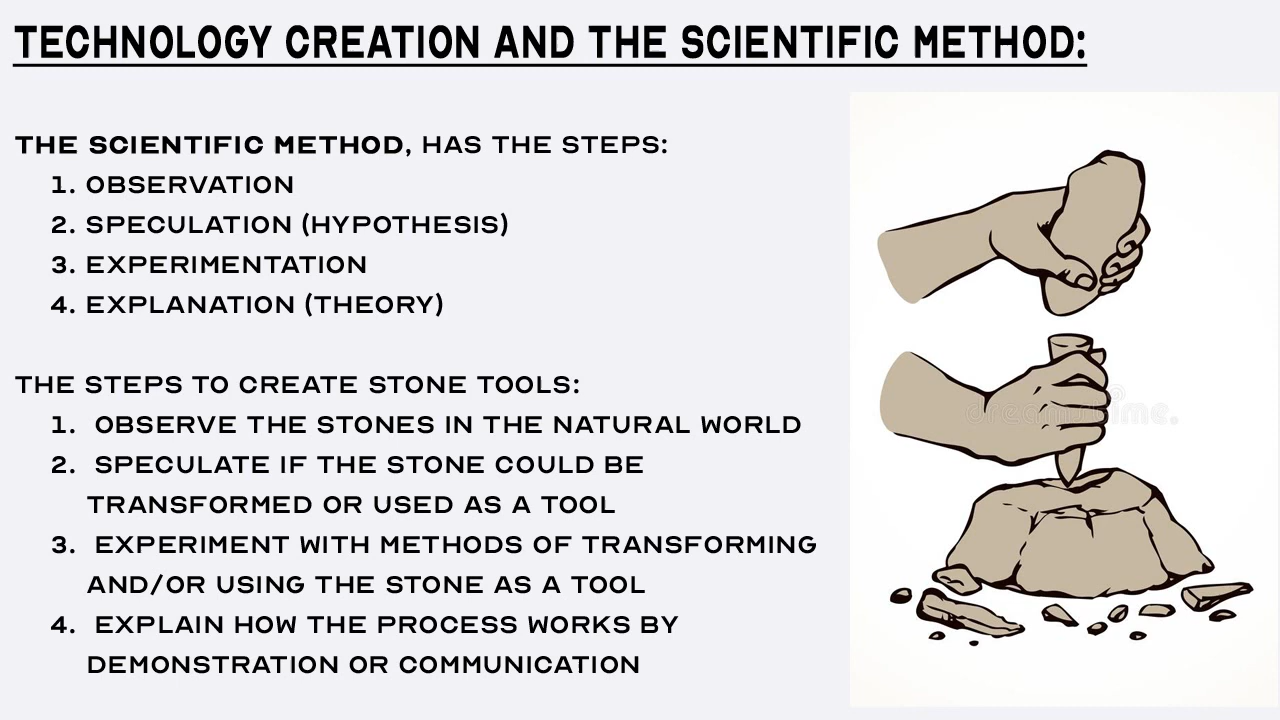 TECHNOLOGY CREATION AND THE SCIENTIFIC METHOD:
THE SCIENTIFIC METHOD, HAS THE STEPS:
1. OBSERVATION
2. SPECULATION (HYPOTHESIS)
3. EXPERIMENTATION
4. EXPLANATION (THEORY)
THE STEPS TO CREATE STONE TOOLS:
1. OBSERVE THE STONES IN THE NATURAL WORLD
2. SPECULATE IF THE STONE COULD BE
TRANSFORMED OR USED AS A TOOL
3. EXPERIMENT WITH METHODS OF TRANSFORMING
AND/OR USING THE STONE AS A TOOL
4. EXPLAIN HOW THE PROCESS WORKS BY
DEMONSTRATION OR COMMUNICATION
dreamstime.